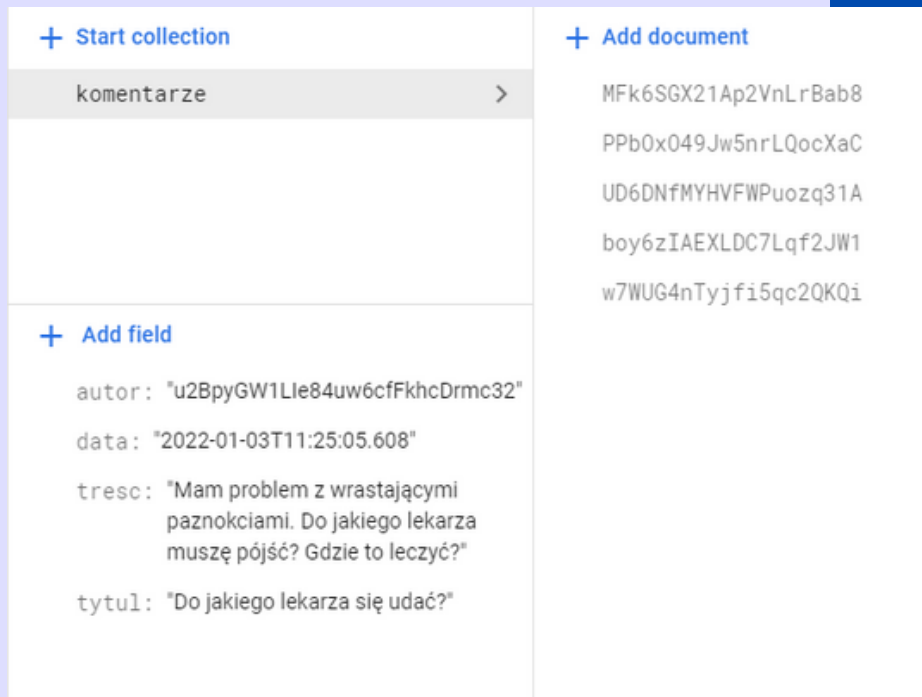 + Start collection
komentarze >
+ Add field
autor: "u2BpyGW1LIe84uw6cfFkhcDrmc32"
data: "2022-01-03T11:25:05.608"
tresc: "Mam problem z wrastającymi
paznokciami. Do jakiego lekarza
muszę pójść? Gdzie to leczyć?"
tytul: "Do jakiego lekarza się udać?"
+ Add document
MFk6SGX21Ap2VnLrBab8
PPbOxO49Jw5nrLQocXaC
UD6DNfMYHVFWPuozq31A
boy6zIAEXLDC7Lqf2JW1
w7WUG4nTyjfi5qc2QKQi